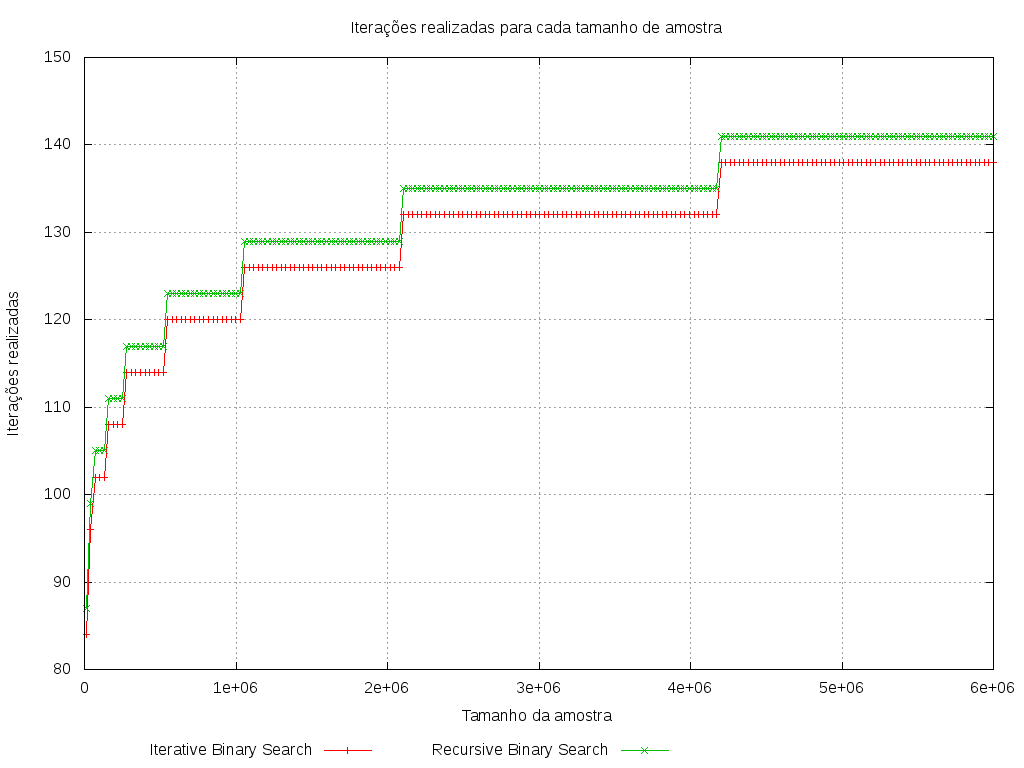 Iterações realizadas para cada tamanho de amostra
150
140
130
120
110
100
90
80
Iterações realizadas
0
1e+06
2e+06
3e+06
4e+06
5e+06
6e+06
Tamanho da amostra
Iterative Binary Search
Recursive Binary Search